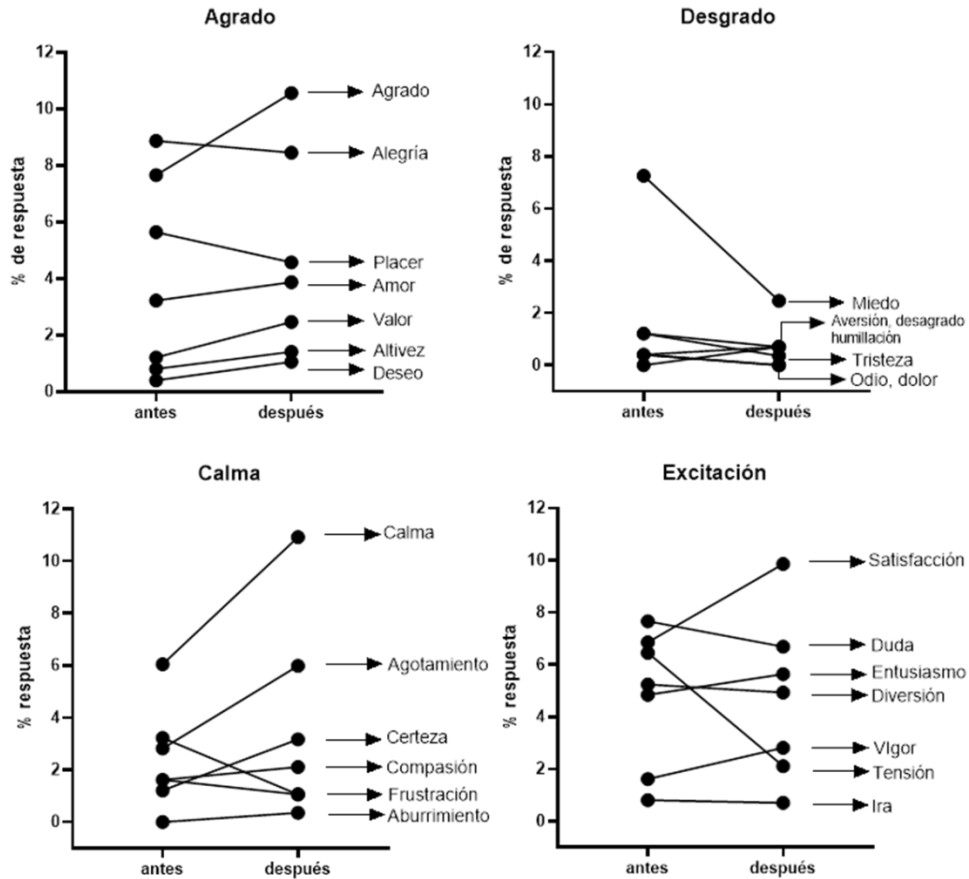 Agrado
% de respuesta
12
10
8
6
4
2
0
antes
después
Agrado
Alegría
Placer
Amor
Valor
Altivez
Deseo
Desgrado
% de respuesta
12
10
8
6
4
2
0
antes
después
Miedo
Aversión, desagrado
humillación
Tristeza
Odio, dolor
Calma
% respuesta
12
10
8
6
4
2
0
antes
después
Calma
Agotamiento
Certeza
Compasión
Frustración
Aburrimiento
Excitación
% respuesta
12
10
8
6
4
2
0
antes
después
Satisfacción
Duda
Entusiasmo
Diversión
VIgor
Tensión
Ira